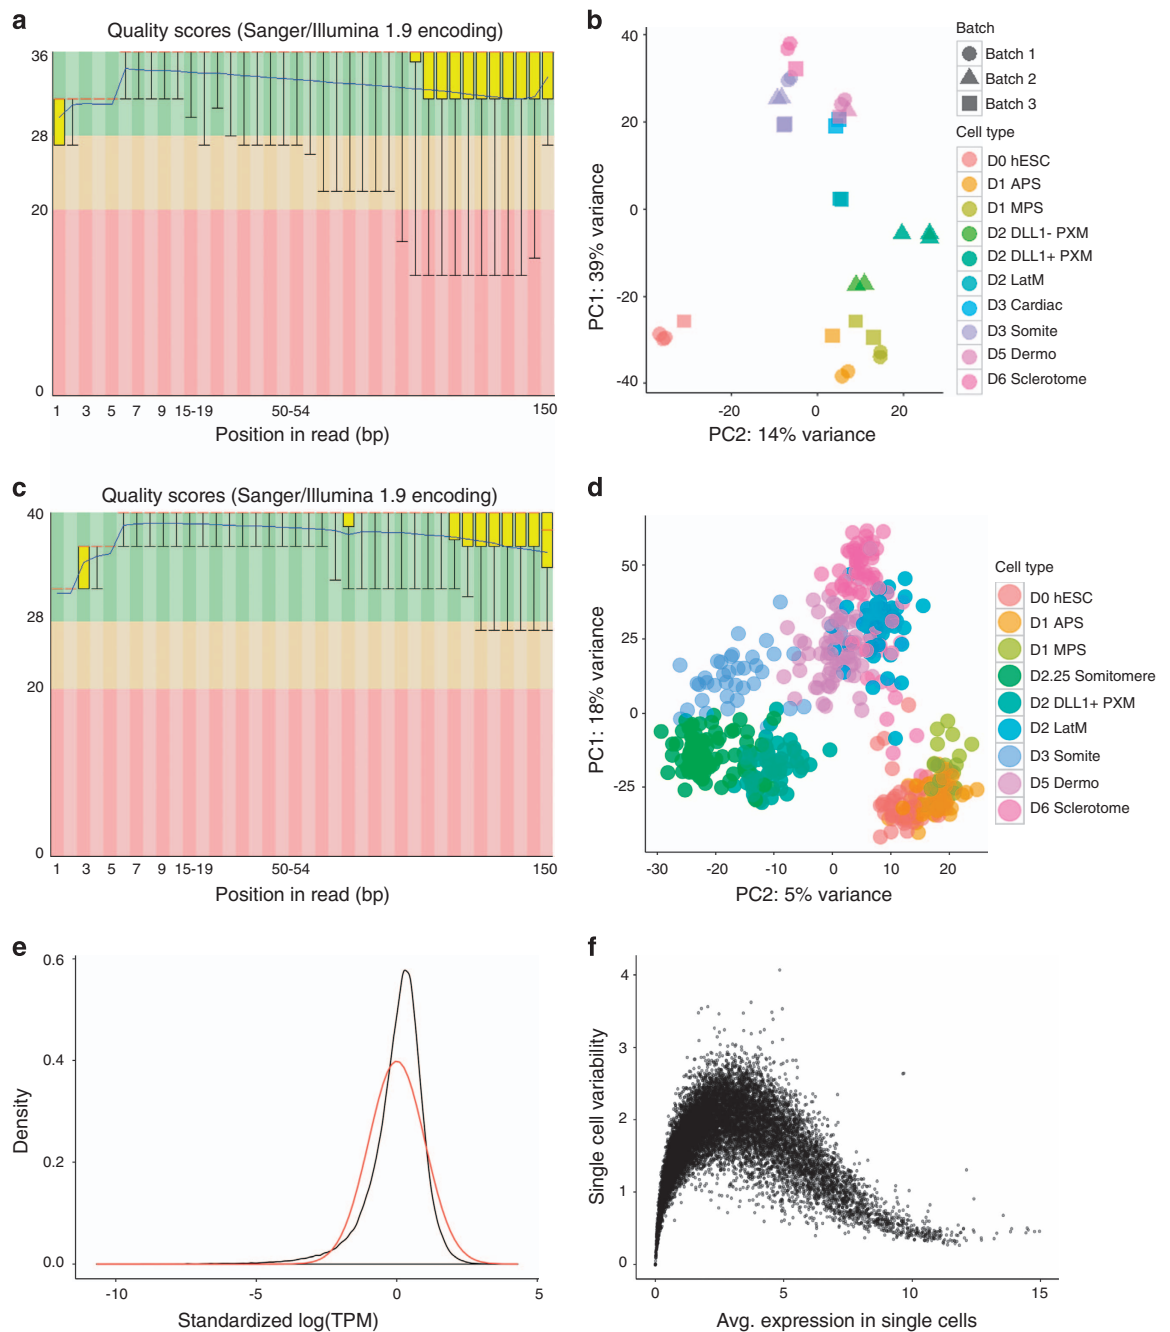 a
Quality scores (Sanger/Illumina 1.9 encoding)
36
28
20
0
1 3 5 7 9 15-19 50-54 150
Position in read (bp)
b
PC1: 39% variance
40
20
0
-20
-40
-20 0 20
PC2: 14% variance
Batch
Batch 1
Batch 2
Batch 3
Cell type
D0 hESC
D1 APS
D1 MPS
D2 DLL1- PXM
D2 DLL1+ PXM
D2 LatM
D3 Cardiac
D3 Somite
D5 Dermo
D6 Sclerotome
c
Quality scores (Sanger/Illumina 1.9 encoding)
40
28
20
0
1 3 5 7 9 15-19 50-54 150
Position in read (bp)
d
PC1: 18% variance
50
25
0
-25
-30 -20 -10 0 10 20
PC2: 5% variance
Cell type
D0 hESC
D1 APS
D1 MPS
D2.25 Somitomere
D2 DLL1+ PXM
D2 LatM
D3 Somite
D5 Dermo
D6 Sclerotome
e
Density
0.6
0.4
0.2
0.0
-10 -5 0 5
Standardized log(TPM)
f
Single cell variability
4
3
2
1
0
0 5 10 15
Avg. expression in single cells